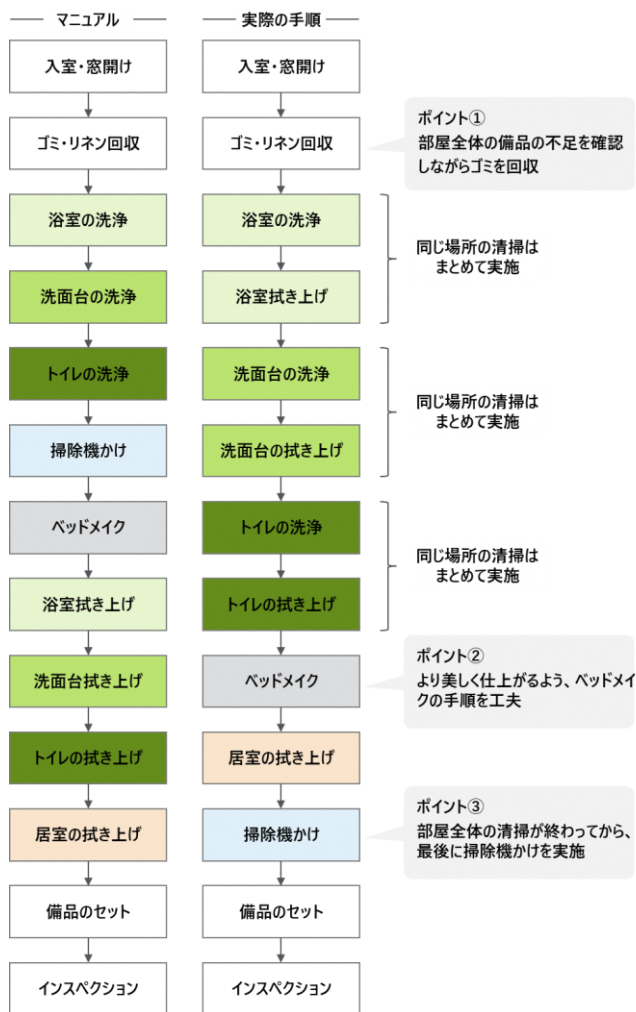 マニュアル
入室・窓開け
ゴミ・リネン回収
浴室の洗浄
洗面台の洗浄
トイレの洗浄
掃除機かけ
ベッドメイク
浴室拭き上げ
洗面台拭き上げ
トイレの拭き上げ
居室の拭き上げ
備品のセット
インスペクション
実際の手順
入室・窓開け
ゴミ・リネン回収
浴室の洗浄
浴室拭き上げ
洗面台の洗浄
洗面台の拭き上げ
トイレの洗浄
トイレの拭き上げ
ベッドメイク
居室の拭き上げ
掃除機かけ
備品のセット
インスペクション
ポイント①
部屋全体の備品の不足を確認
しながらゴミを回収
同じ場所の清掃は
まとめて実施
同じ場所の清掃は
まとめて実施
同じ場所の清掃は
まとめて実施
ポイント②
より美しく仕上がるよう、ベッドメイ
クの手順を工夫
ポイント③
部屋全体の清掃が終わってから、
最後に掃除機かけを実施